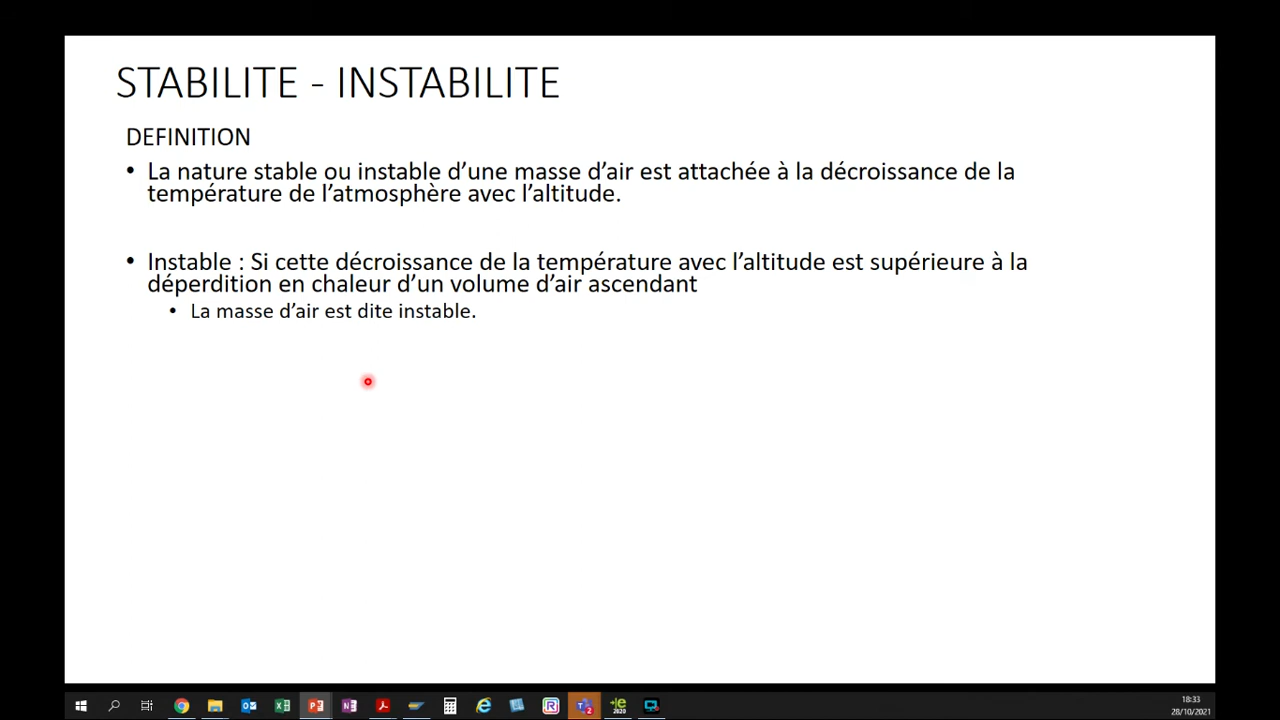 STABILITE - INSTABILITE
DEFINITION
• La nature stable ou instable d’une masse d’air est attachée à la décroissance de la
température de l’atmosphère avec l’altitude.
• Instable : Si cette décroissance de la température avec l’altitude est supérieure à la
déperdition en chaleur d’un volume d’air ascendant
• La masse d’air est dite instable.
18:33
28/10/2021